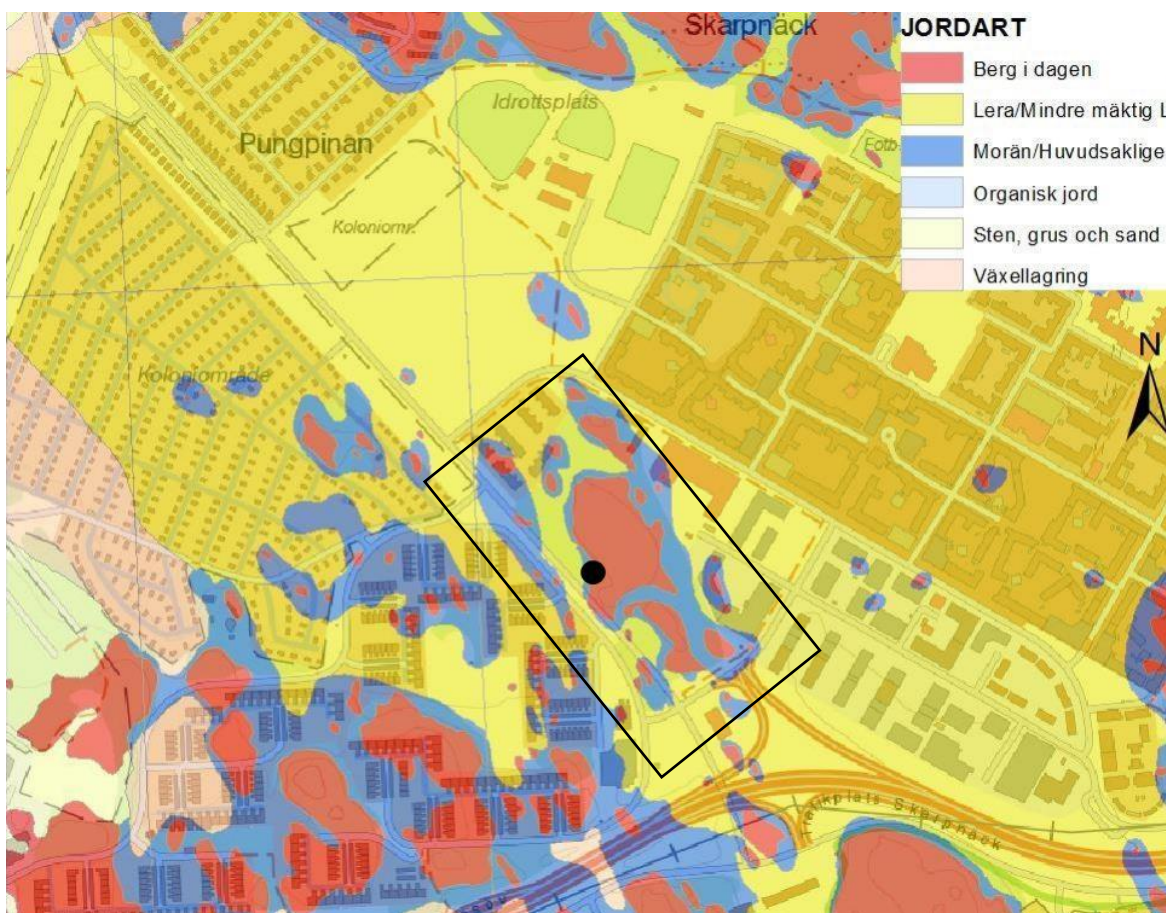 Skarpnäck
JORDART
Berg i dagen
Lera/Mindre mäktig L
Morän/Huvudsaklige
Organisk jord
Sten, grus och sand
Växellagring
Idrottsplats
Pungpinan
Fotb
Koloniomr.
Koloniområde
N
Trafikplats Skarpnäck